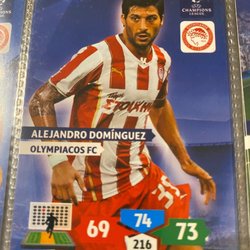 CHAMPIONS
LEAGUE
ALEJANDRO DOMÍNGUEZ
OLYMPIACOS FC
69
74
73
216